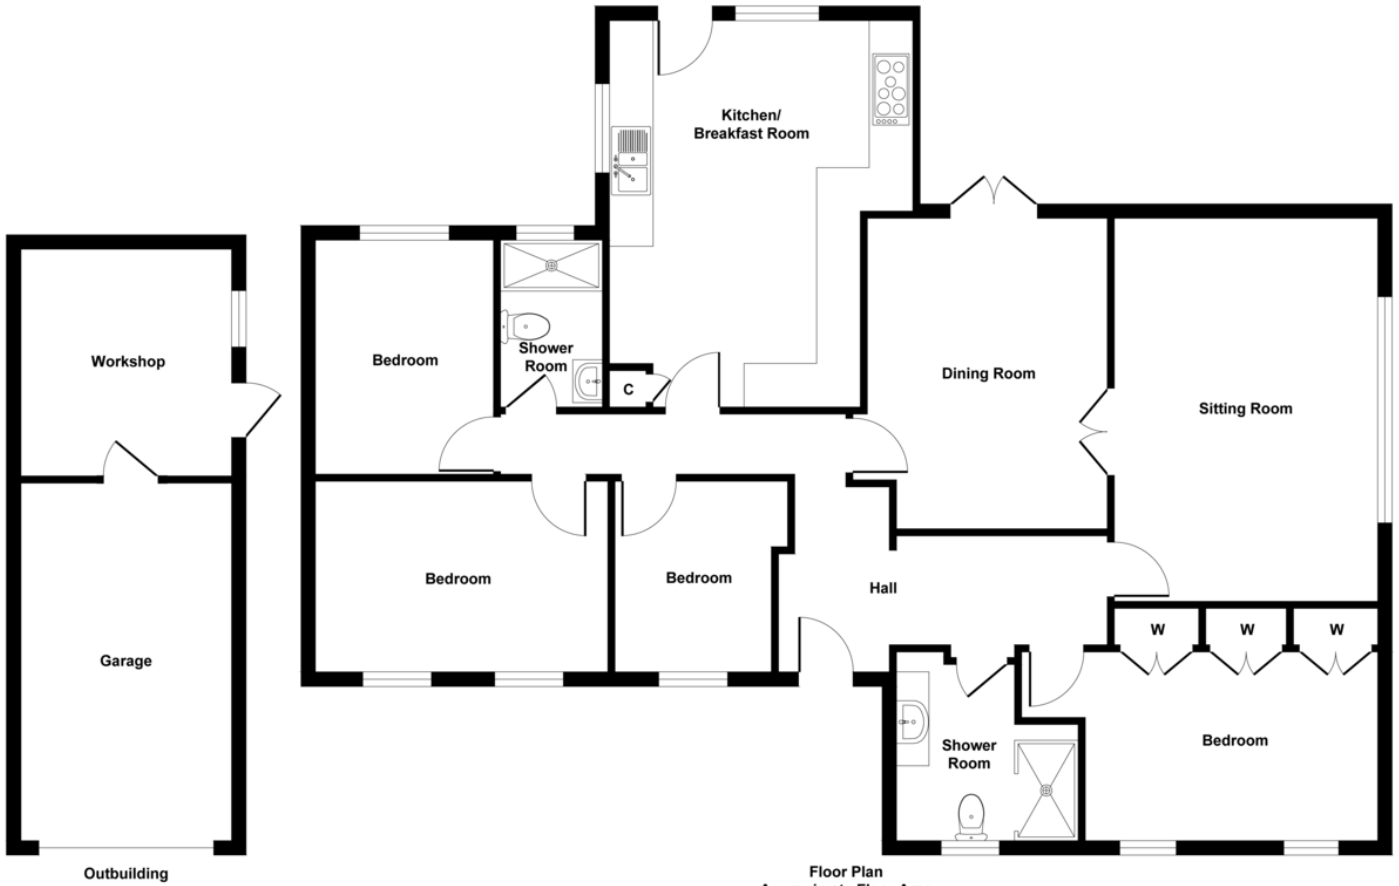 Kitchen/
Breakfast Room
Workshop
Bedroom
Shower
Room
C
Dining Room
Sitting Room
Bedroom
Bedroom
Hall
W
W
W
Garage
Shower
Room
Bedroom
Outbuilding
Floor Plan